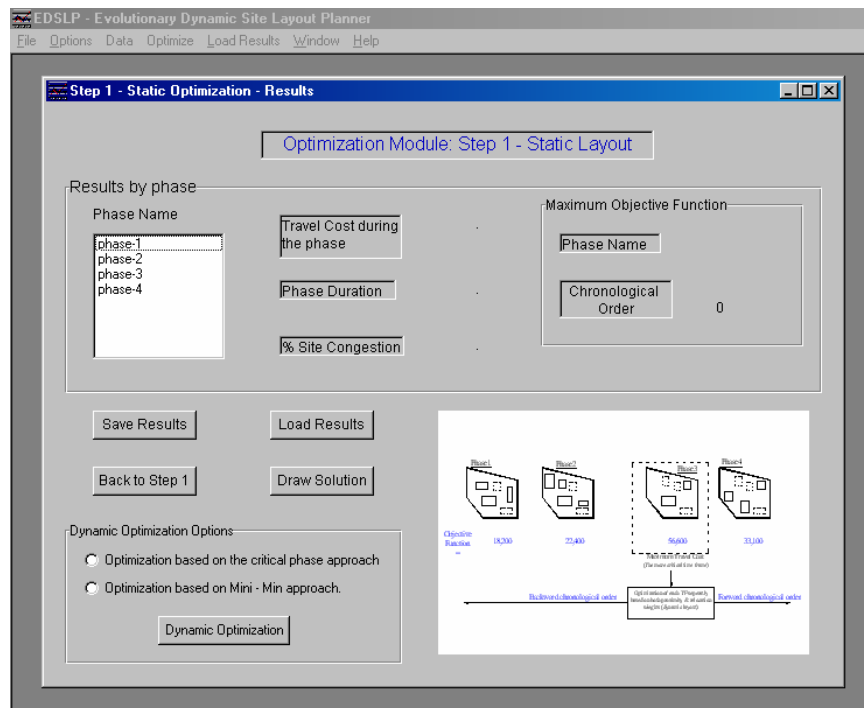 EDSLP - Evolutionary Dynamic Site Layout Planner
File Options Data Optimize Load Results Window Help
Step 1 - Static Optimization - Results
Optimization Module: Step 1 - Static Layout
Results by phase
Phase Name
phase-1
phase-2
phase-3
phase-4
Travel Cost during
the phase
Phase Duration
% Site Congestion
Maximum Objective Function
Phase Name
Chronological
Order
0
Save Results
Load Results
Back to Step 1
Draw Solution
Dynamic Optimization Options
Optimization based on the critical phase approach
Optimization based on Mini - Min approach.
Dynamic Optimization
Phase1
Phase2
Phase3
Phase4
Objective
Function
=
18,200
22,400
56,600
33,100
Maximum Travel Cost
Backward chronological order
Forward chronological order